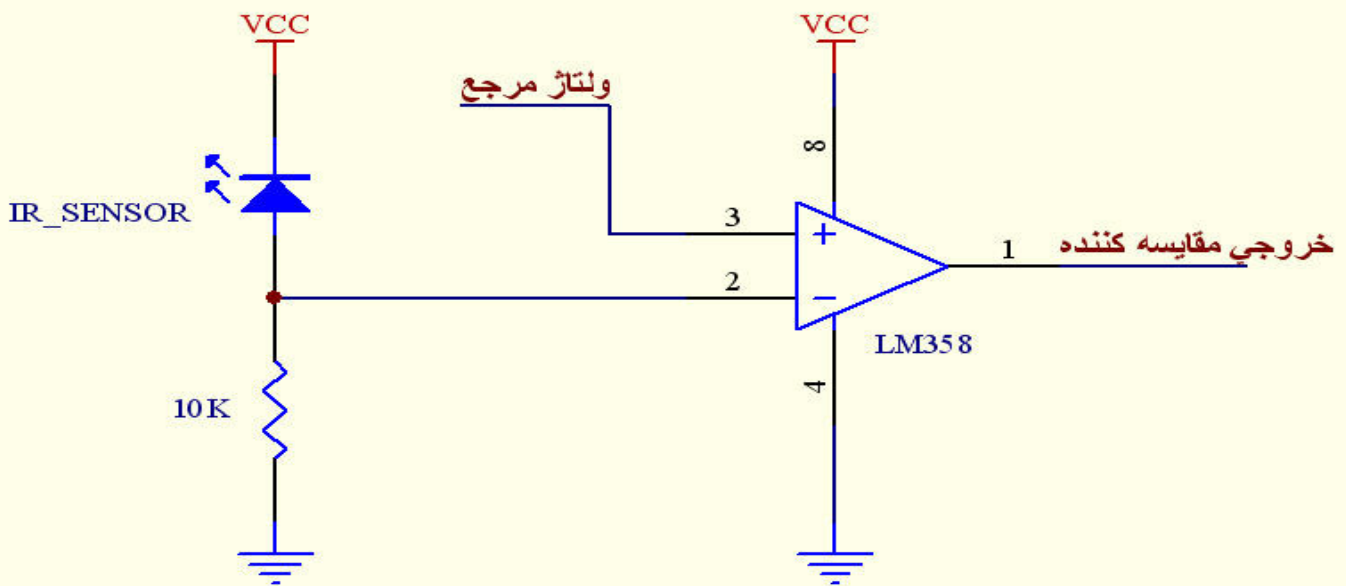 VCC
VCC
ولتاژ مرجع
8
IR_SENSOR
3
+
1
خروجي مقايسه كننده
2
−
LM358
4
10K